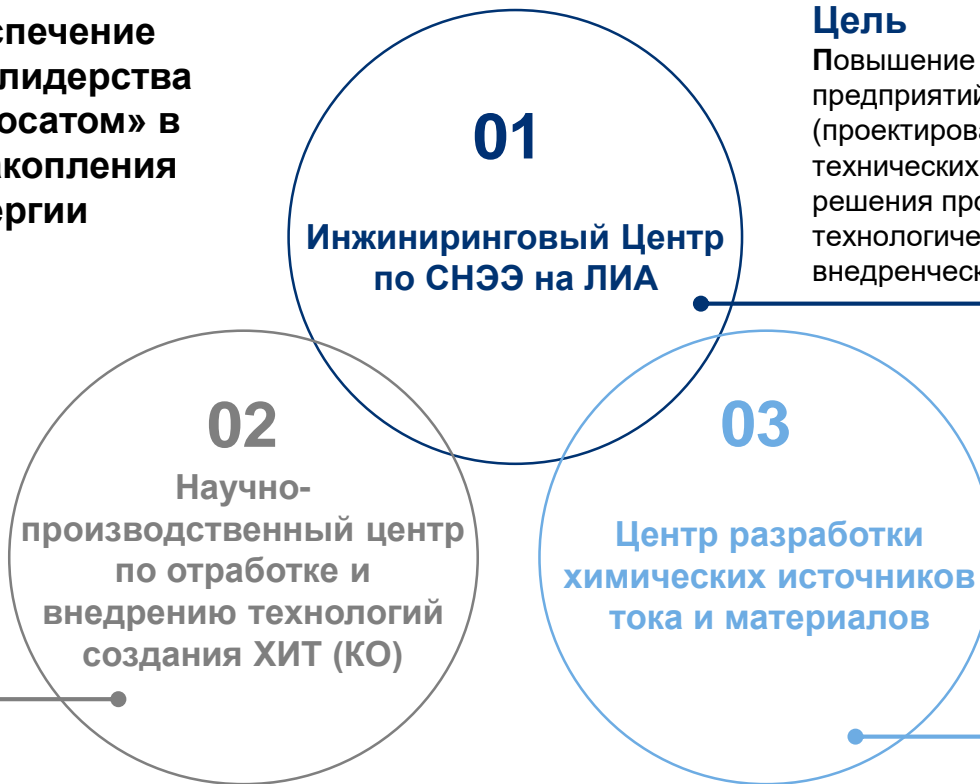 спечение
лидерства
осатом» в
акопления
ергии
Цель
Повышение
предприятий
(проектирова
технических
решения про
технологиче
внедренческ
01
Инжиниринговый Центр
по СНЭЭ на ЛИА
02
Научно-
производственный центр
по отработке и
внедрению технологий
создания ХИТ (КО)
03
Центр разработки
химических источников
тока и материалов